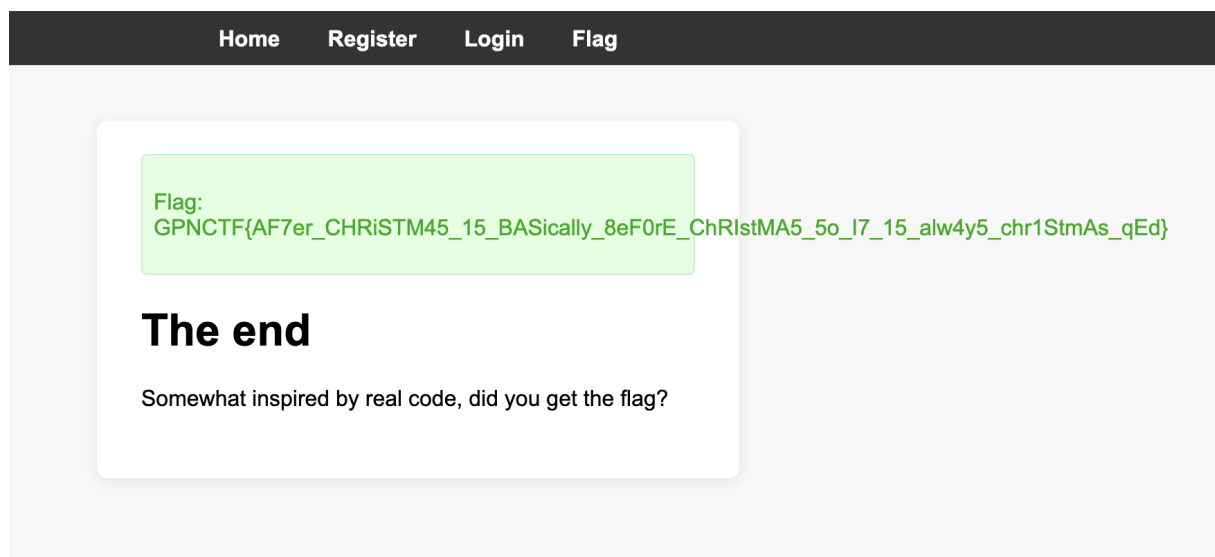 Home Register Login Flag
Flag:
GPNCTF{AF7er_CHRiSTM45_15_BASically_8eF0rE_ChRIstMA5_5o_I7_15_alw4y5_chr1StmAs_qEd}
The end
Somewhat inspired by real code, did you get the flag?